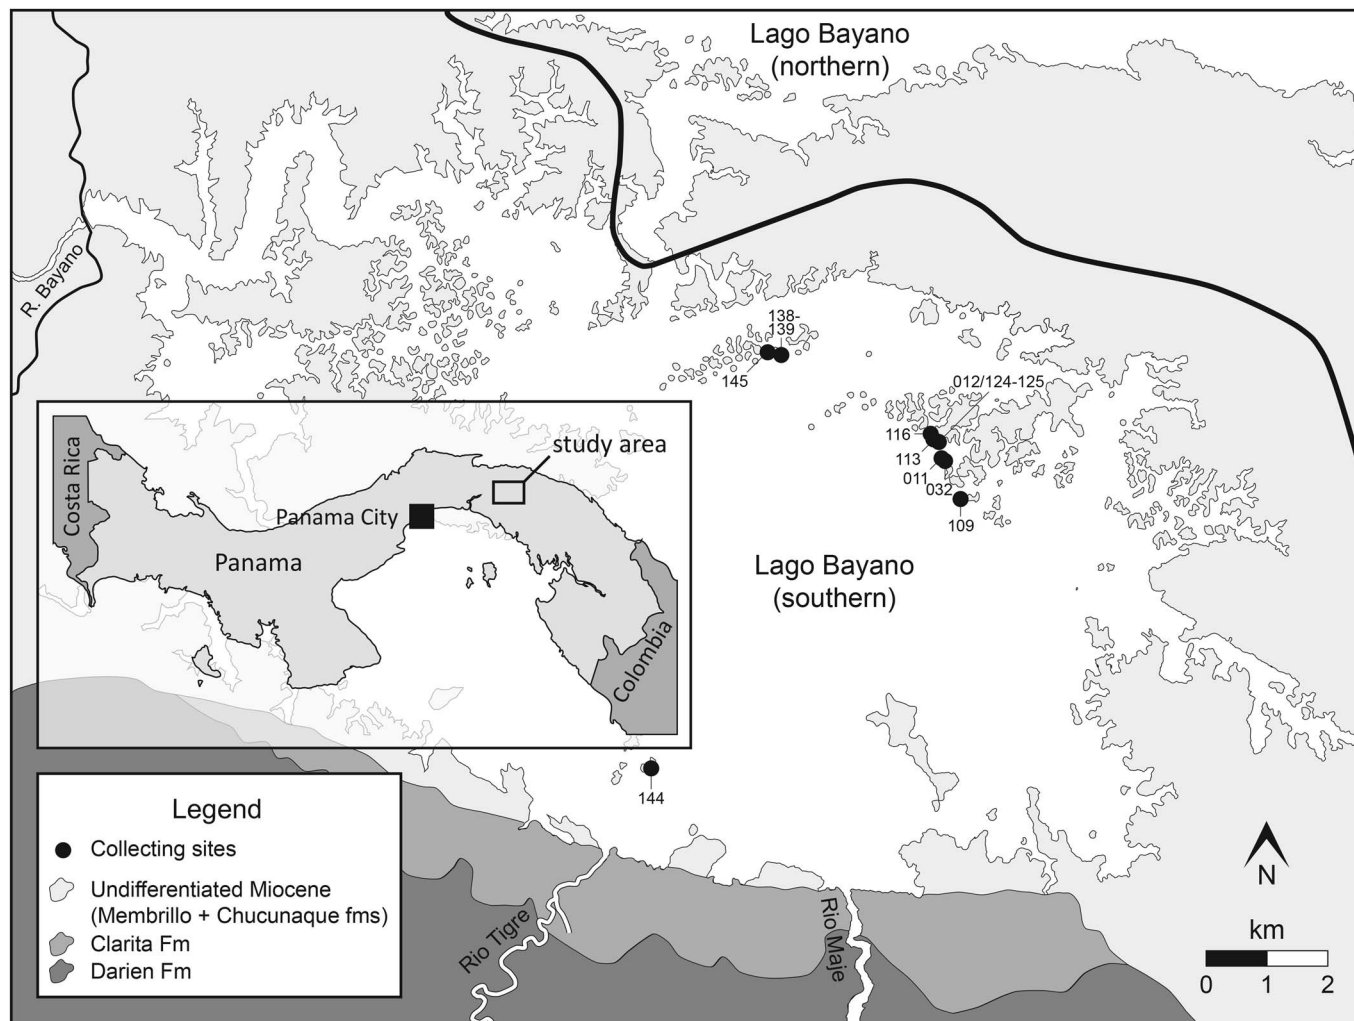 Lago Bayano
(northern)
R. Bayano
138-
139
145
012/124-125
116
113
011
032
109
Lago Bayano
(southern)
study area
Costa Rica
Panama City
Panama
Colombia
144
Legend
Collecting sites
Undifferentiated Miocene
(Membrillo + Chucunaque fms)
Clarita Fm
Darien Fm
Rio Tigre
Rio Maje
N
km
0 1 2